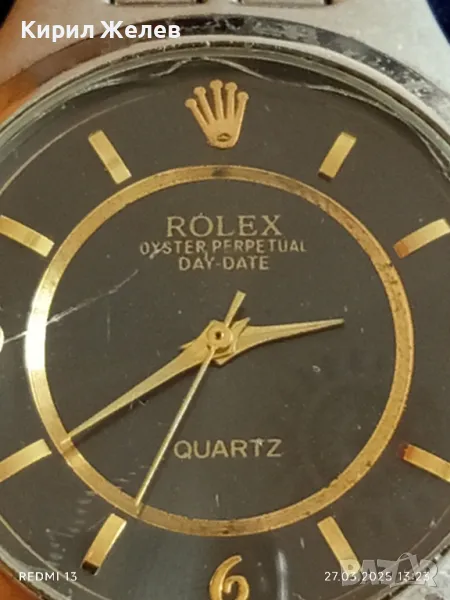 Кирил Желев
ROLEX
OYSTER PERPETUAL
DAY-DATE
QUARTZ
6
REDMI 13
27.03.2025 13:23